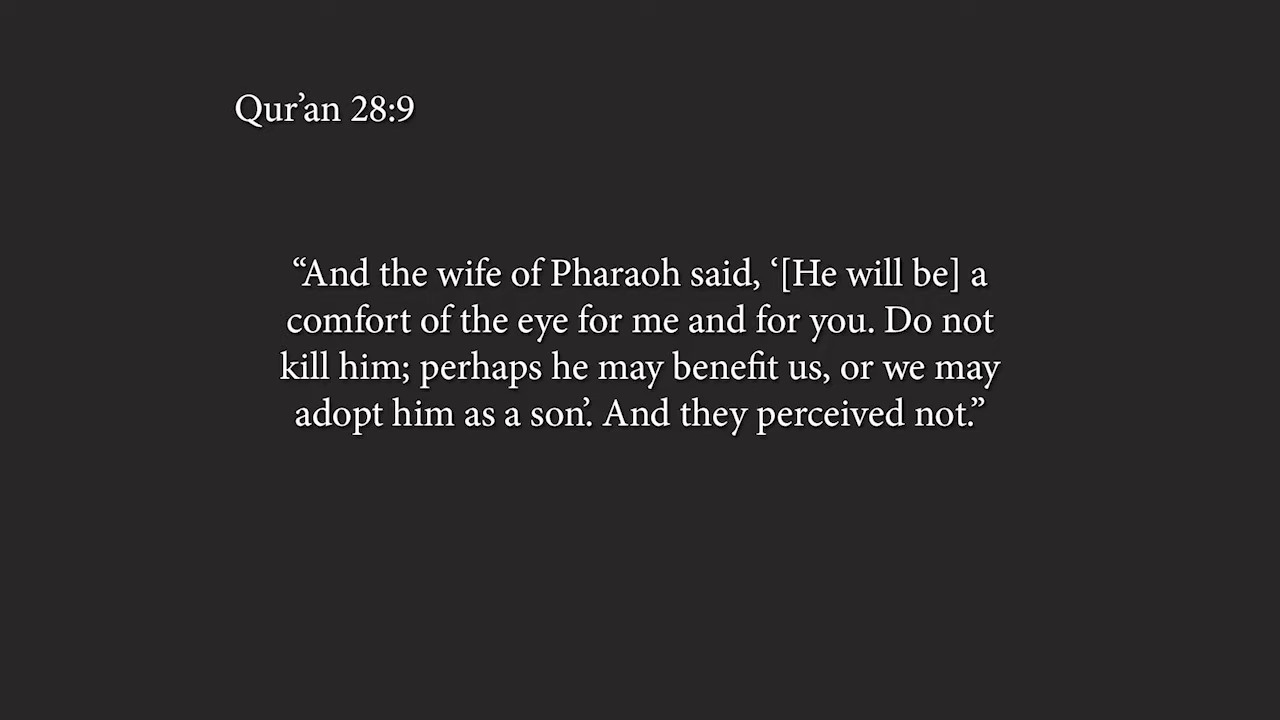 Qur’an 28:9
“And the wife of Pharaoh said, ‘[He will be] a
comfort of the eye for me and for you. Do not
kill him; perhaps he may benefit us, or we may
adopt him as a son’. And they perceived not.”